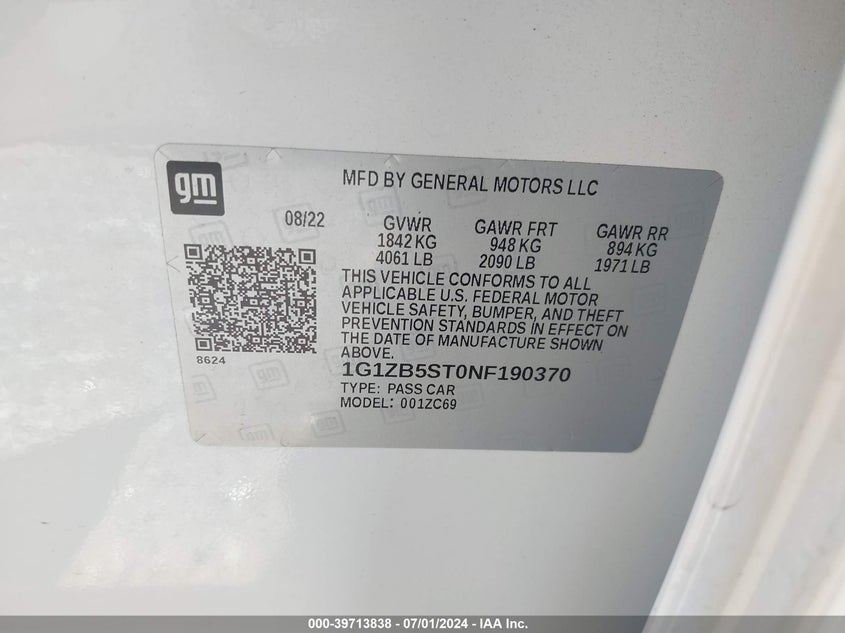 gm
MFD BY GENERAL MOTORS LLC
08/22 GVWR GAWR FRT GAWR RR
1842 KG 948 KG 894 KG
4061 LB 2090 LB 1971 LB
THIS VEHICLE CONFORMS TO ALL
APPLICABLE U.S. FEDERAL MOTOR
VEHICLE SAFETY, BUMPER, AND THEFT
PREVENTION STANDARDS IN EFFECT ON
THE DATE OF MANUFACTURE SHOWN
ABOVE.
8624
1G1ZB5ST0NF190370
TYPE: PASS CAR
MODEL: 001ZC69
000-39713838 - 07/01/2024 - IAA Inc.